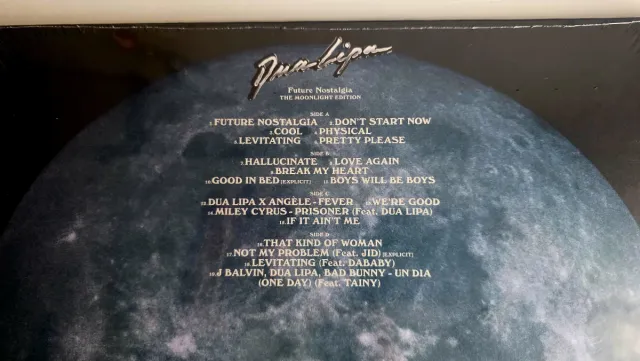 Dua Lipa
Future Nostalgia
THE MOONLIGHT EDITION
SIDE A
1.FUTURE NOSTALGIA 2.DON'T START NOW
3.COOL 4.PHYSICAL
5.LEVITATING 6.PRETTY PLEASE
SIDE B
7.HALLUCINATE 8.LOVE AGAIN
9.BREAK MY HEART
10.GOOD IN BED [EXPLICIT] 11.BOYS WILL BE BOYS
SIDE C
12.DUA LIPA X ANGÈLE - FEVER 13.WE'RE GOOD
14.MILEY CYRUS - PRISONER (Feat. DUA LIPA)
15.IF IT AIN'T ME
SIDE D
16.THAT KIND OF WOMAN
17.NOT MY PROBLEM (Feat. JID) [EXPLICIT]
18.LEVITATING (Feat. DABABY)
19.J BALVIN, DUA LIPA, BAD BUNNY - UN DIA
(ONE DAY) (Feat. TAINY)